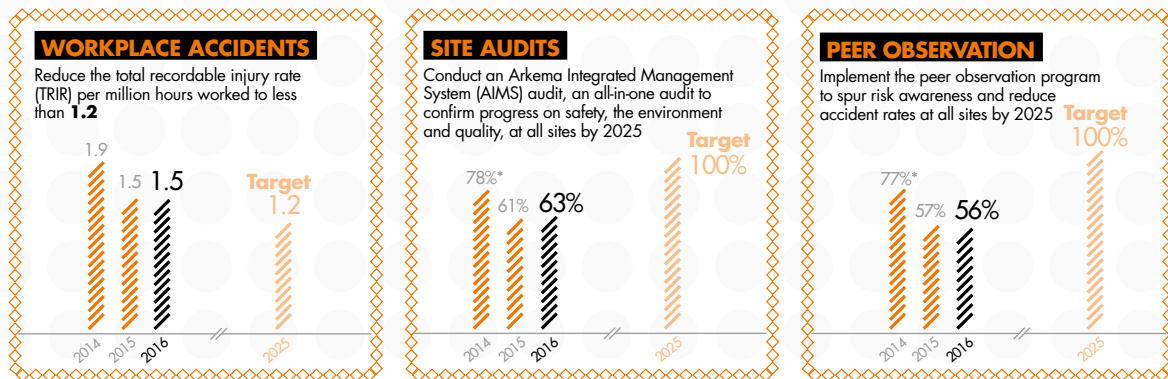 WORKPLACE ACCIDENTS
Reduce the total recordable injury rate
(TRIR) per million hours worked to less
than 1.2
1.9
1.5
1.5
Target
1.2
2014
2015
2016
2025
SITE AUDITS
Conduct an Arkema Integrated Management
System (AIMS) audit, an all-in-one audit to
confirm progress on safety, the environment
and quality, at all sites by 2025
Target
100%
78%*
61%
63%
2014
2015
2016
2025
PEER OBSERVATION
Implement the peer observation program
to spur risk awareness and reduce
accident rates at all sites by 2025
Target
100%
77%*
57%
56%
2014
2015
2016
2025